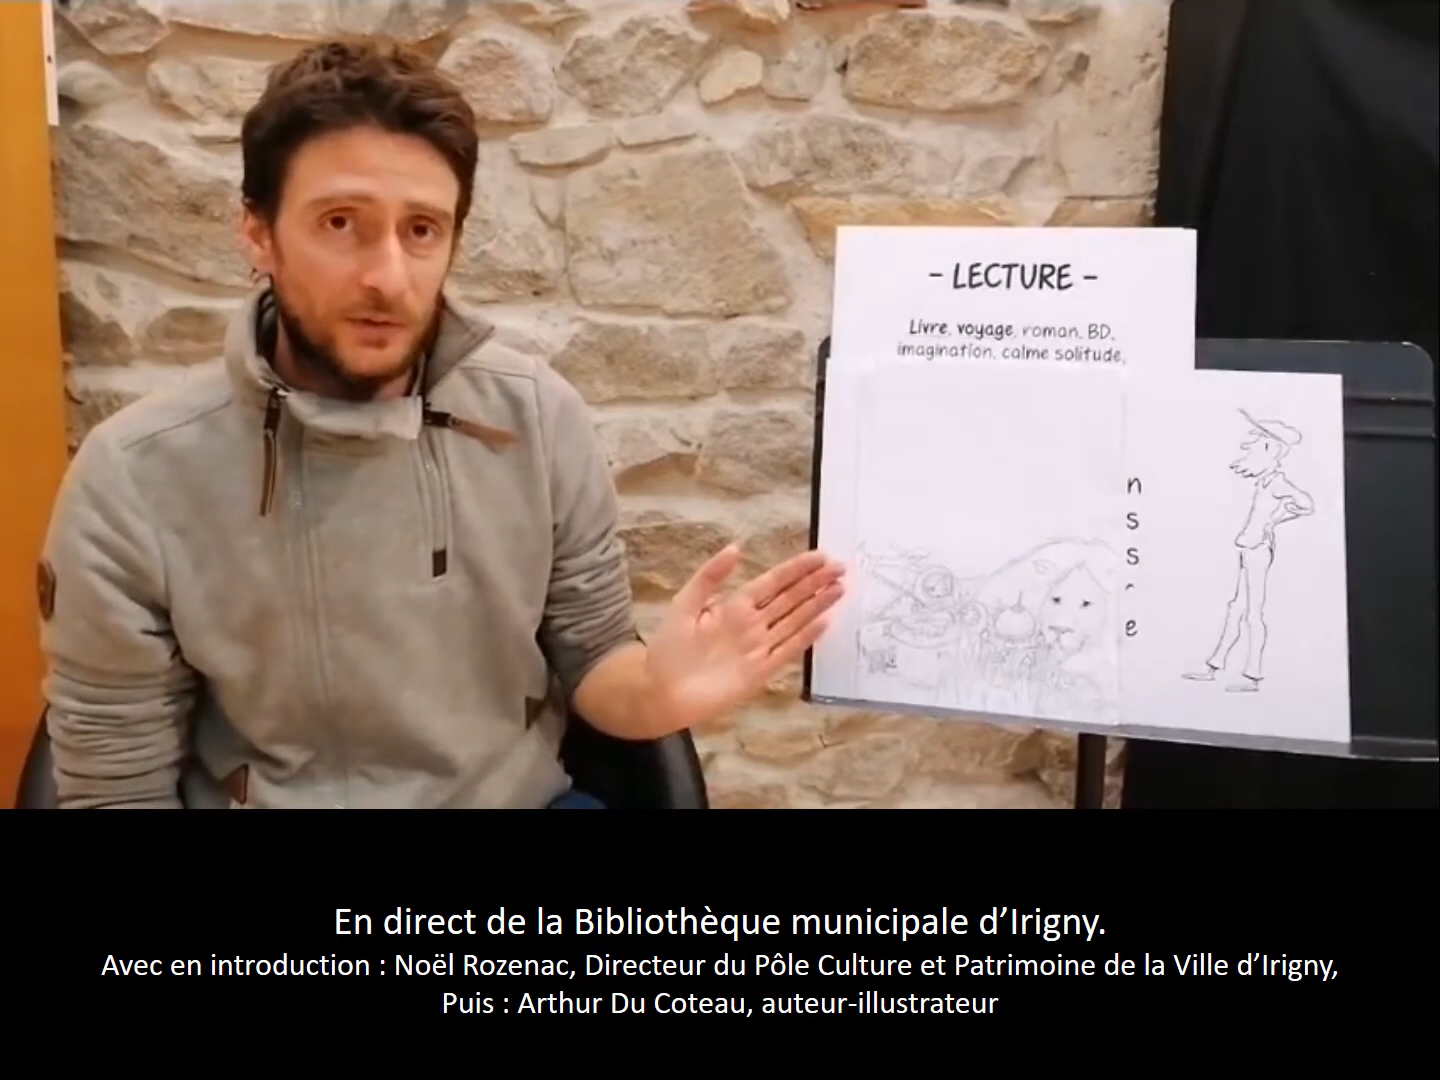 - LECTURE -
Livre, voyage, roman, BD,
imagination, calme solitude,
n
s
s
e
En direct de la Bibliothèque municipale d’Irigny.
Avec en introduction : Noël Rozenac, Directeur du Pôle Culture et Patrimoine de la Ville d’Irigny,
Puis : Arthur Du Coteau, auteur-illustrateur